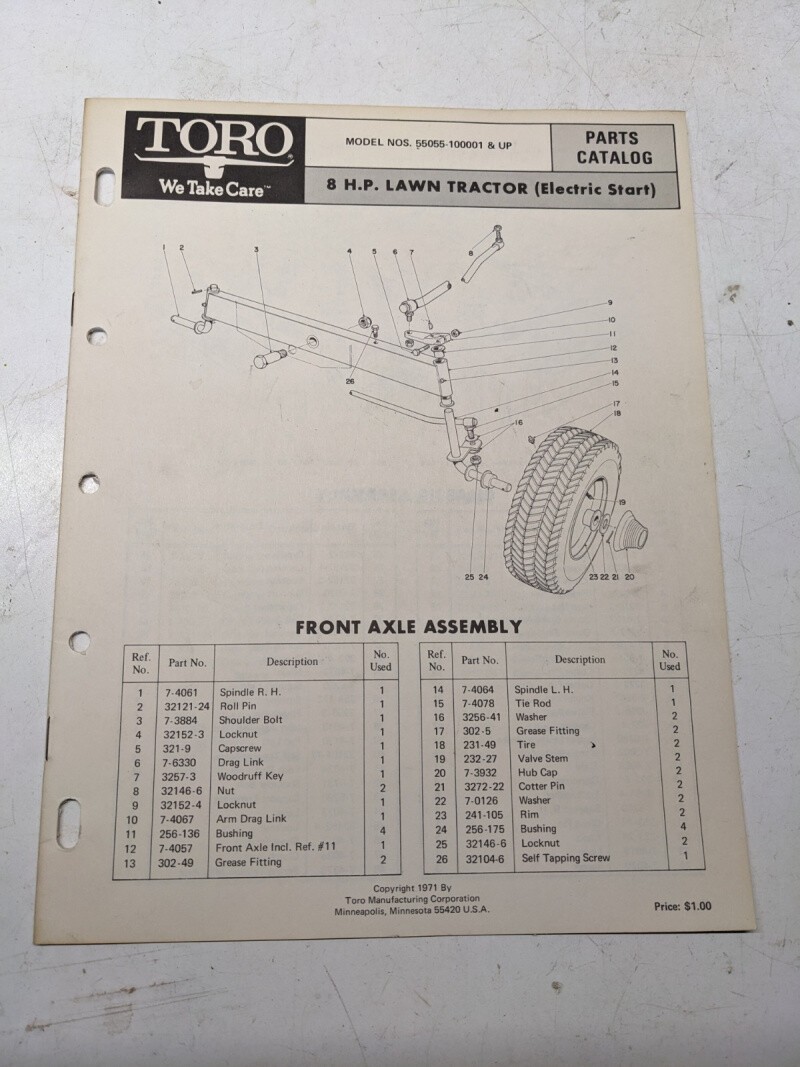 TORO®
We Take Care™
MODEL NOS. 55055-100001 & UP
PARTS
CATALOG
8 H.P. LAWN TRACTOR (Electric Start)
1 2 3 4 5 6 7
8
9
10
11
12
13
14
15
16
17
18
19
26
25 24
23 22 21 20
FRONT AXLE ASSEMBLY
Ref. No. Part No. Description No. Used
1 7-4061 Spindle R. H. 1
2 32121-24 Roll Pin 1
3 7-3884 Shoulder Bolt 1
4 32152-3 Locknut 1
5 321-9 Capscrew 1
6 7-6330 Drag Link 1
7 3257-3 Woodruff Key 1
8 32146-6 Nut 2
9 32152-4 Locknut 1
10 7-4067 Arm Drag Link 1
11 256-136 Bushing 4
12 7-4057 Front Axle Incl. Ref. #11 1
13 302-49 Grease Fitting 2
Ref. No. Part No. Description No. Used
14 7-4064 Spindle L. H. 1
15 7-4078 Tie Rod 1
16 3256-41 Washer 2
17 302-5 Grease Fitting 2
18 231-49 Tire 2
19 232-27 Valve Stem 2
20 7-3932 Hub Cap 2
21 3272-22 Cotter Pin 2
22 7-0126 Washer 2
23 241-105 Rim 2
24 256-175 Bushing 4
25 32146-6 Locknut 2
26 32104-6 Self Tapping Screw 1
Copyright 1971 By
Toro Manufacturing Corporation
Minneapolis, Minnesota 55420 U.S.A.
Price: $1.00